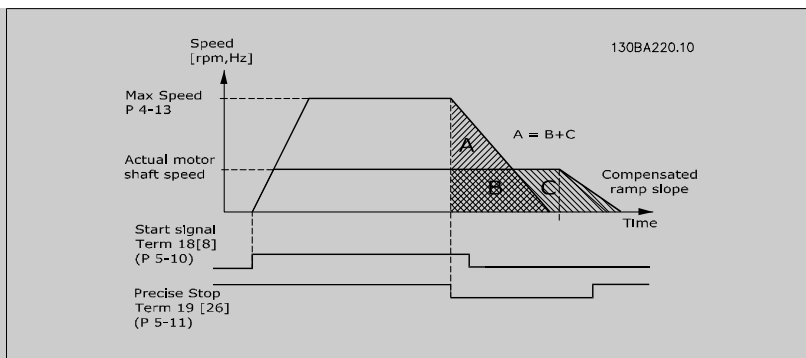 Speed
[rpm,Hz]
130BA220.10
Max Speed
P 4-13
A = B+C
A
Actual motor
shaft speed
B
C
Compensated
ramp slope
Time
Start signal
Term 18[8]
(P 5-10)
Precise Stop
Term 19 [26]
(P 5-11)